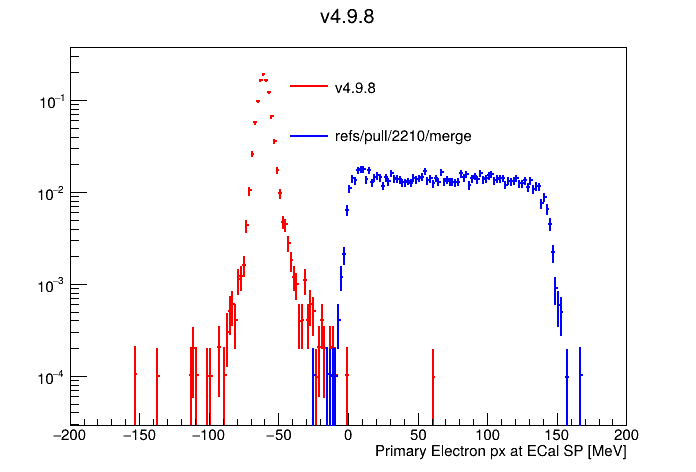 v4.9.8
v4.9.8
refs/pull/2210/merge
10⁻¹
10⁻²
10⁻³
10⁻⁴
−200 −150 −100 −50 0 50 100 150 200
Primary Electron px at ECal SP [MeV]